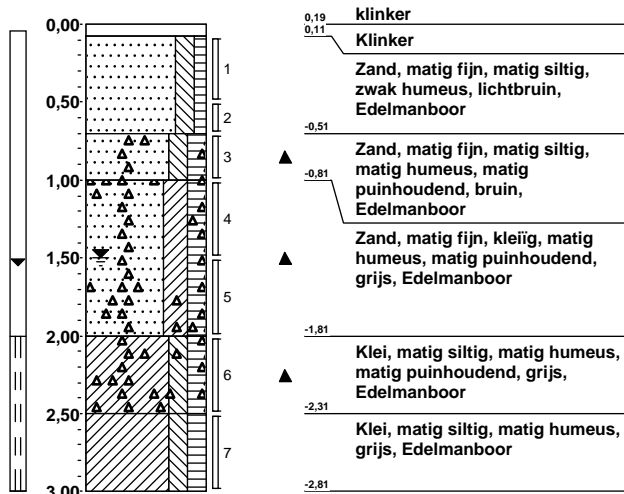 0,00
0,50
1,00
1,50
2,00
2,50
3,00
1
2
3
4
5
6
7
0,19
klinker
0,11
Klinker
Zand, matig fijn, matig siltig,
zwak humeus, lichtbruin,
Edelmanboor
-0,51
Zand, matig fijn, matig siltig,
matig humeus, matig
puinhoudend, bruin,
Edelmanboor
-0,81
Zand, matig fijn, kleiïg, matig
humeus, matig puinhoudend,
grijs, Edelmanboor
-1,81
Klei, matig siltig, matig humeus,
matig puinhoudend, grijs,
Edelmanboor
-2,31
Klei, matig siltig, matig humeus,
grijs, Edelmanboor
-2,81